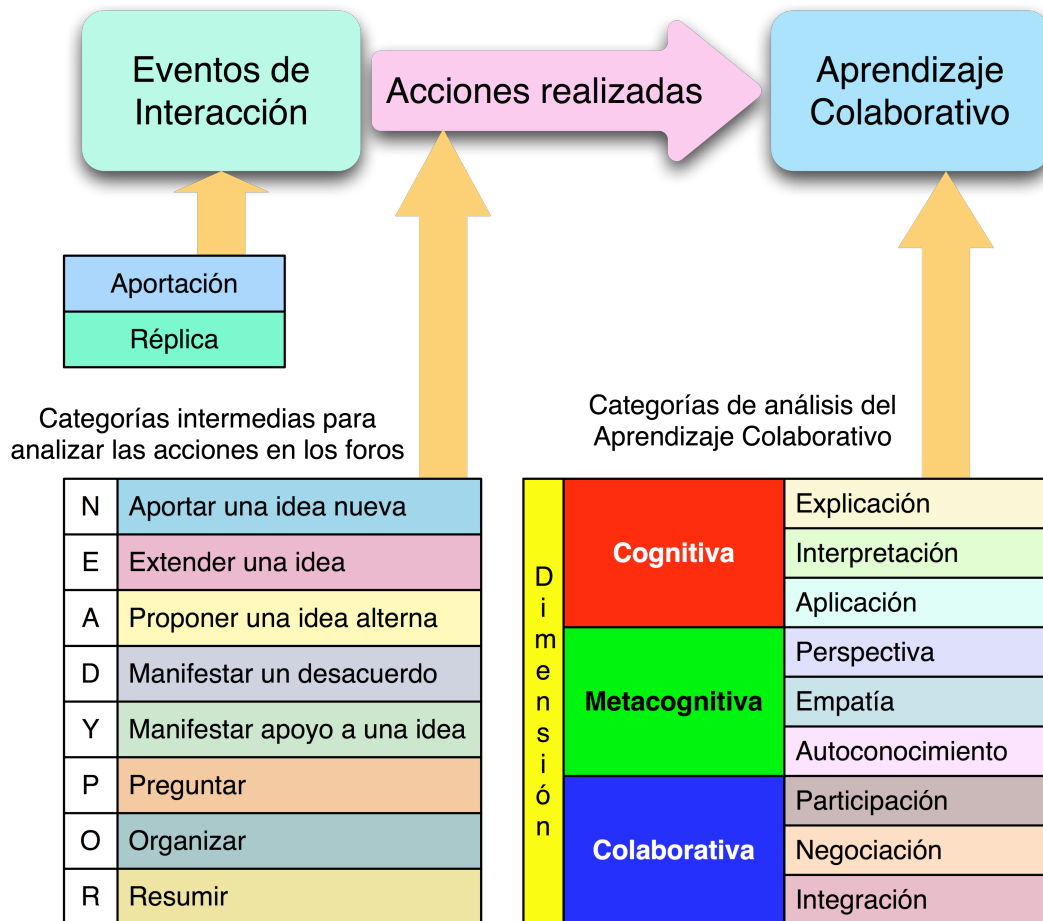 Eventos de
Interacción
Acciones realizadas
Aprendizaje
Colaborativo
Aportación
Réplica
Categorías intermedias para
analizar las acciones en los foros
N Aportar una idea nueva
E Extender una idea
A Proponer una idea alterna
D Manifestar un desacuerdo
Y Manifestar apoyo a una idea
P Preguntar
O Organizar
R Resumir
Categorías de análisis del
Aprendizaje Colaborativo
Dimensión
Cognitiva
Explicación
Interpretación
Aplicación
Metacognitiva
Perspectiva
Empatía
Autoconocimiento
Colaborativa
Participación
Negociación
Integración